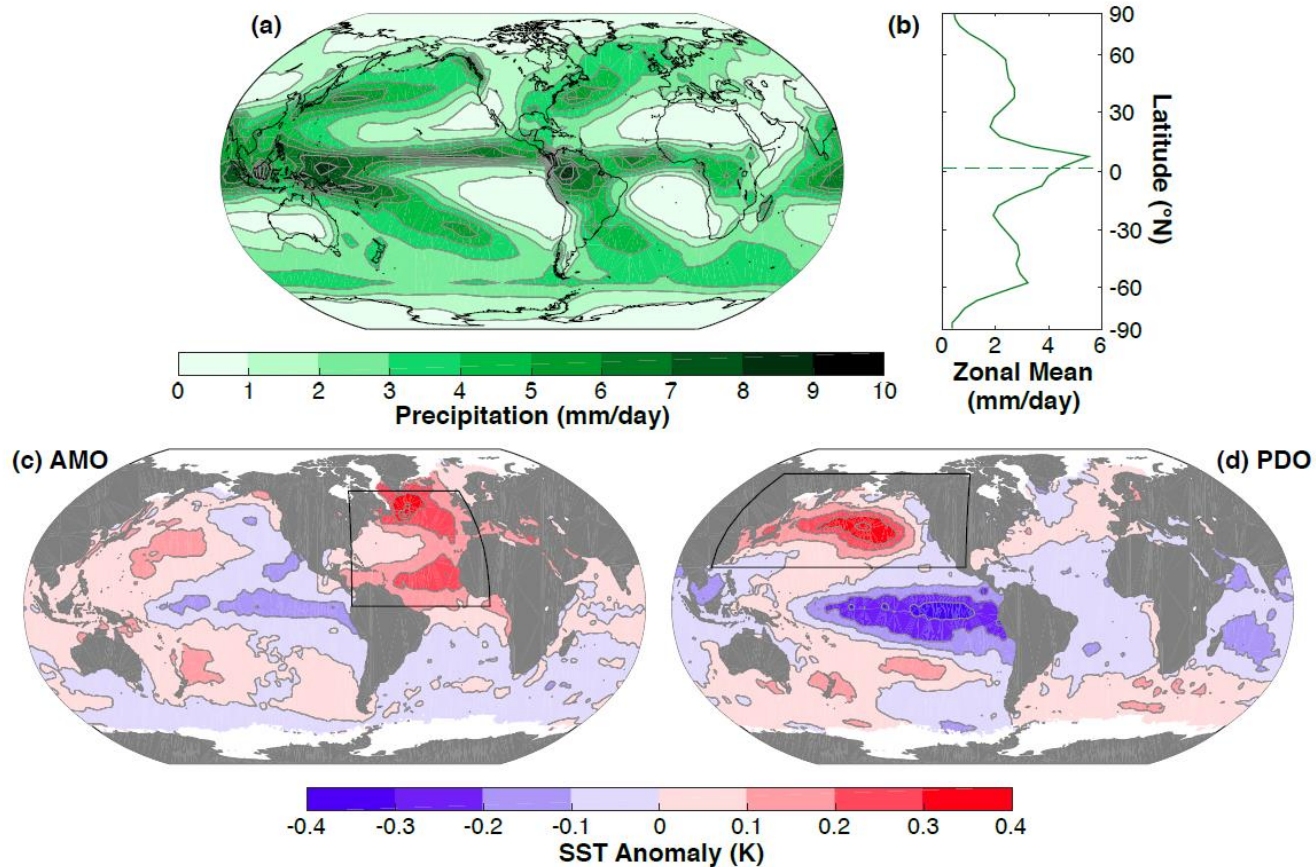 (a)
(b)
90
60
30
0
-30
-60
-90
Latitude (°N)
0 2 4 6
Zonal Mean
(mm/day)
0 1 2 3 4 5 6 7 8 9 10
Precipitation (mm/day)
(c) AMO
(d) PDO
-0.4 -0.3 -0.2 -0.1 0 0.1 0.2 0.3 0.4
SST Anomaly (K)